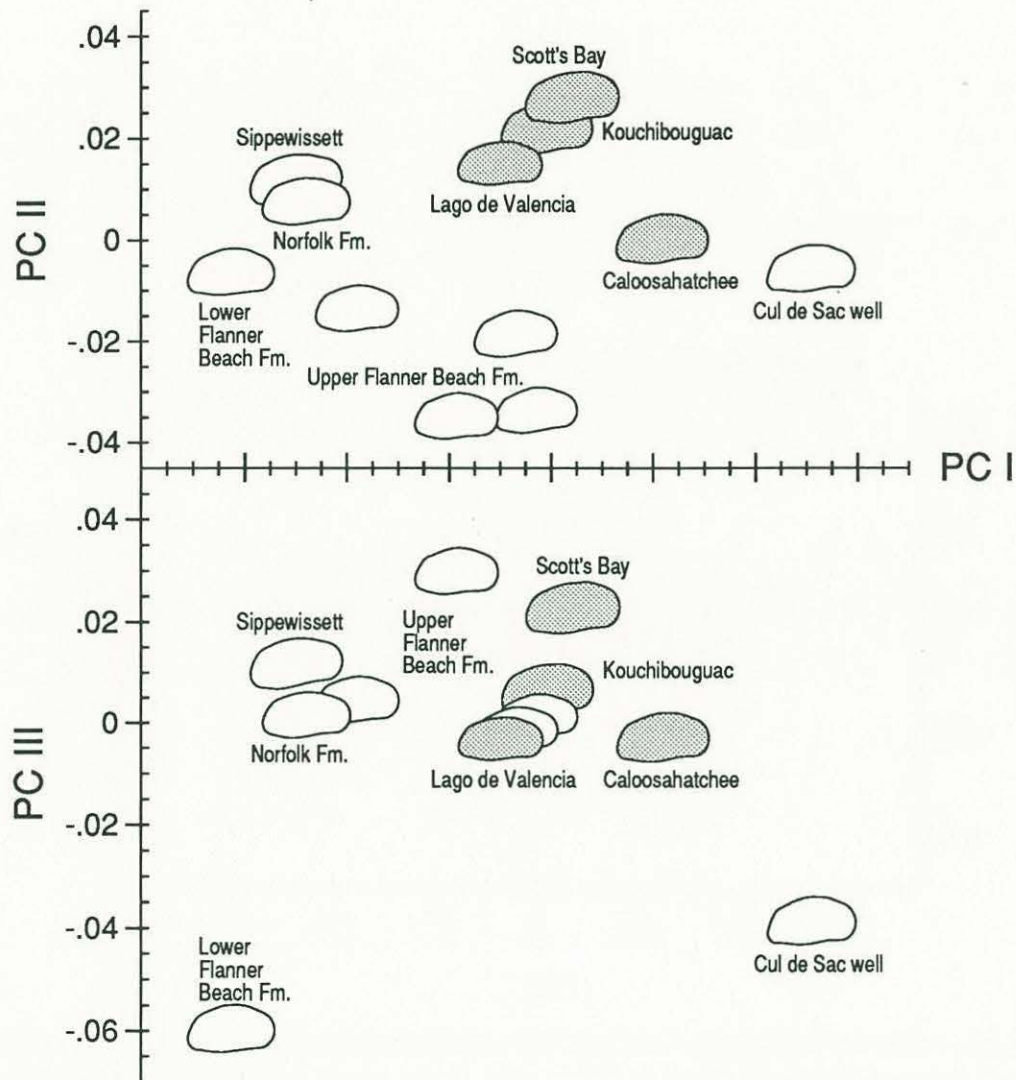 .04
Scott's Bay
Sippewissett
Kouchibouguac
.02
Lago de Valencia
Norfolk Fm.
PC II
0
Caloosahatchee
Cul de Sac well
Lower
Flanner
Beach Fm.
-.02
Upper Flanner Beach Fm.
-.04
PC I
.04
Scott's Bay
Sippewissett
Upper
Flanner
Beach Fm.
.02
Kouchibouguac
0
Norfolk Fm.
Lago de Valencia
Caloosahatchee
PC III
-.02
-.04
Lower
Flanner
Beach Fm.
Cul de Sac well
-.06